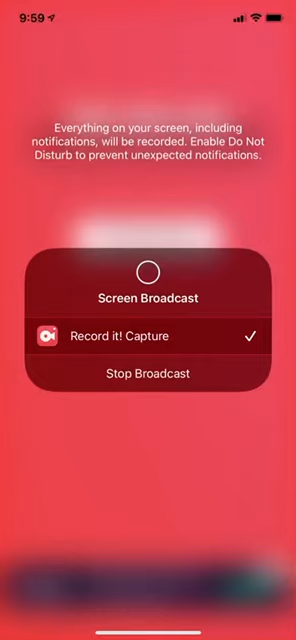 9:59
Everything on your screen, including
notifications, will be recorded. Enable Do Not
Disturb to prevent unexpected notifications.
Screen Broadcast
Record it! Capture
Stop Broadcast